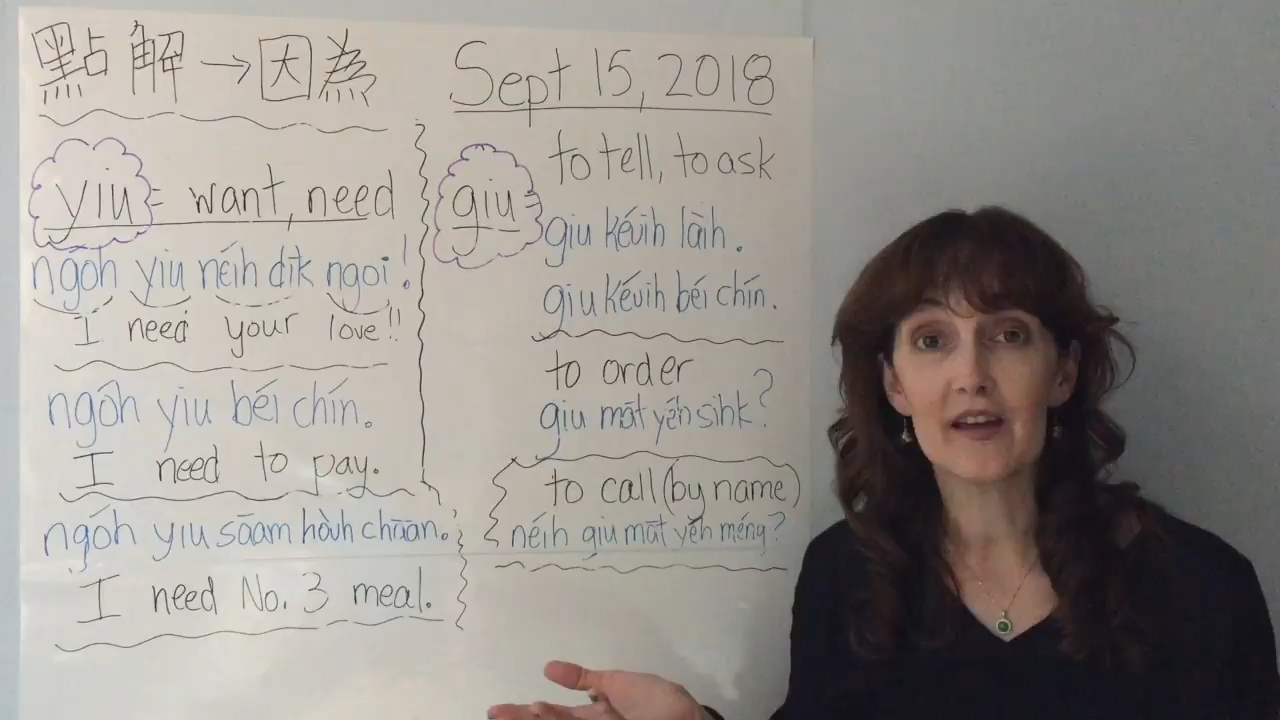 點解→因為
yiu = want, need
ngóh yiu néih dīk ngoi!
I need your love!!
ngóh yiu béi chín.
I need to pay.
ngóh yiu sāam hòuh chāan.
I need No. 3 meal.
Sept 15, 2018
giu = to tell, to ask
giu kéuih làih.
giu kéuih béi chín.
to order
giu māt yéh sihk?
to call (by name)
néih giu māt yéh méng?